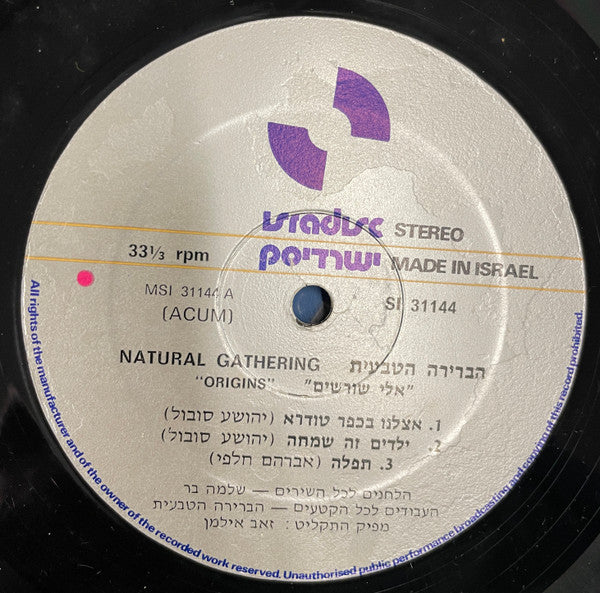 isradisc
ישרדיסק
STEREO
MADE IN ISRAEL
33⅓ rpm
MSI 31144 A
(ACUM)
SI 31144
NATURAL GATHERING הברירה הטבעית
"ORIGINS" "אלי שורשים"
1. אצלנו בכפר טודרא (יהושע סובול)
2. ילדים זה שמחה (יהושע סובול)
3. תפלה (אברהם חלפי)
הלחנים לכל השירים — שלמה בר
העבודים לכל הקטעים — הברירה הטבעית
מפיק התקליט : זאב אילמן
All rights of the manufacturer and of the owner of the recorded work reserved. Unauthorised public performance broadcasting and copying of this record prohibited.